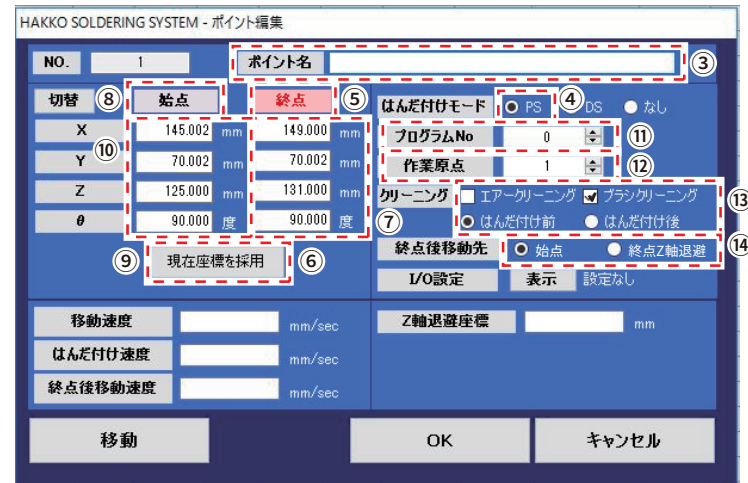 HAKKO SOLDERING SYSTEM - ポイント編集
NO. 1 ポイント名 ③
切替 ⑧ 始点 終点 ⑤
はんだ付けモード PS ④ DS なし
X ⑩ 145.002 mm 149.000 mm
プログラムNo 0 ⑪
Y 70.002 mm 70.002 mm
作業原点 1 ⑫
Z 125.000 mm 131.000 mm
クリーニング エアークリーニング ブラシクリーニング ⑬
θ 90.000 度 90.000 度 ⑦
はんだ付け前 はんだ付け後
終点後移動先 始点 終点Z軸退避 ⑭
⑨ 現在座標を採用 ⑥
I/O設定 表示 設定なし
移動速度 mm/sec
Z軸退避座標 mm
はんだ付け速度 mm/sec
終点後移動速度 mm/sec
移動 OK キャンセル